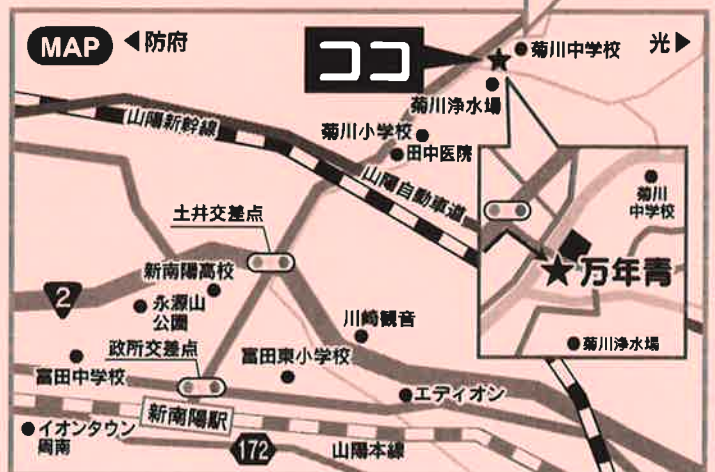 MAP
◀防府
ココ
菊川中学校
光▶
菊川浄水場
山陽新幹線
菊川小学校
田中医院
山陽自動車道
菊川
中学校
土井交差点
万年青
新南陽高校
2
永源山
公園
川崎観音
菊川浄水場
政所交差点
富田東小学校
富田中学校
エディオン
新南陽駅
イオンタウン
周南
172
山陽本線